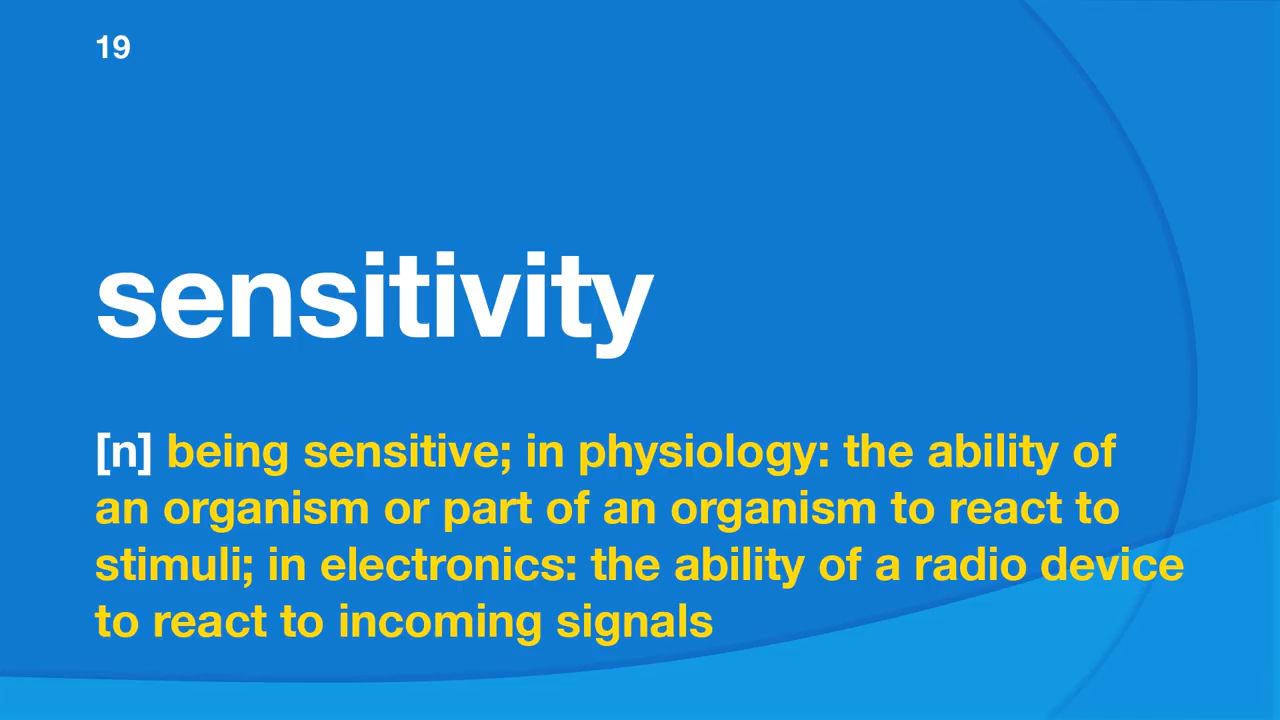 19
sensitivity
[n] being sensitive; in physiology: the ability of
an organism or part of an organism to react to
stimuli; in electronics: the ability of a radio device
to react to incoming signals